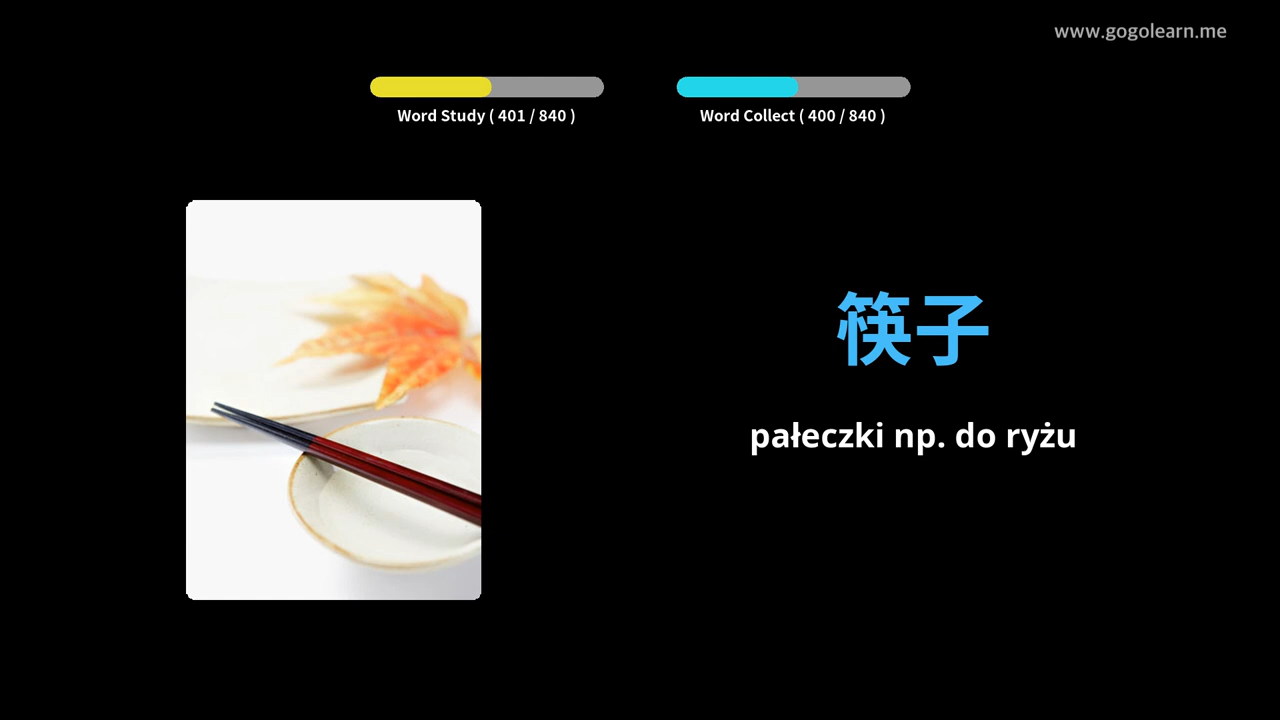 www.gogolearn.me
Word Study ( 401 / 840 )
Word Collect ( 400 / 840 )
筷子
pałeczki np. do ryżu